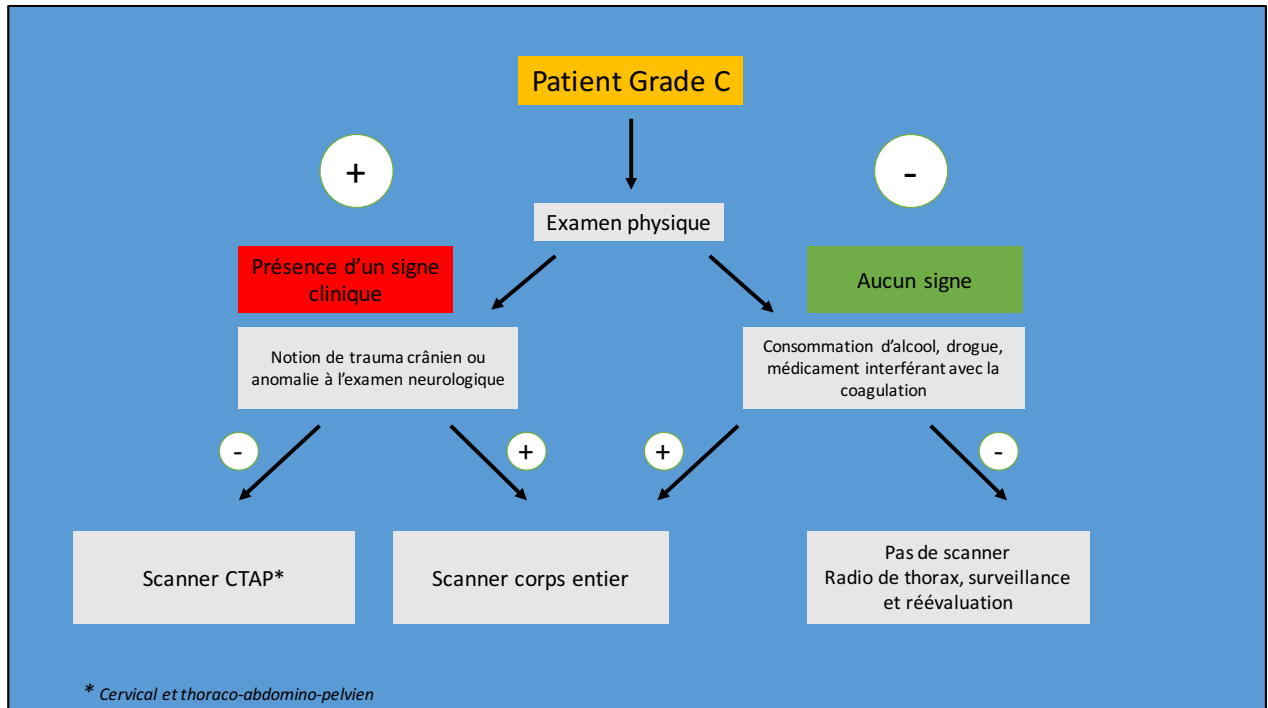 Patient Grade C
+
-
Examen physique
Présence d'un signe
clinique
Aucun signe
Notion de trauma crânien ou
anomalie à l'examen neurologique
Consommation d'alcool, drogue,
médicament interférant avec la
coagulation
-
+
+
-
Scanner CTAP*
Scanner corps entier
Pas de scanner
Radio de thorax, surveillance
et réévaluation
* Cervical et thoraco-abdomino-pelvien